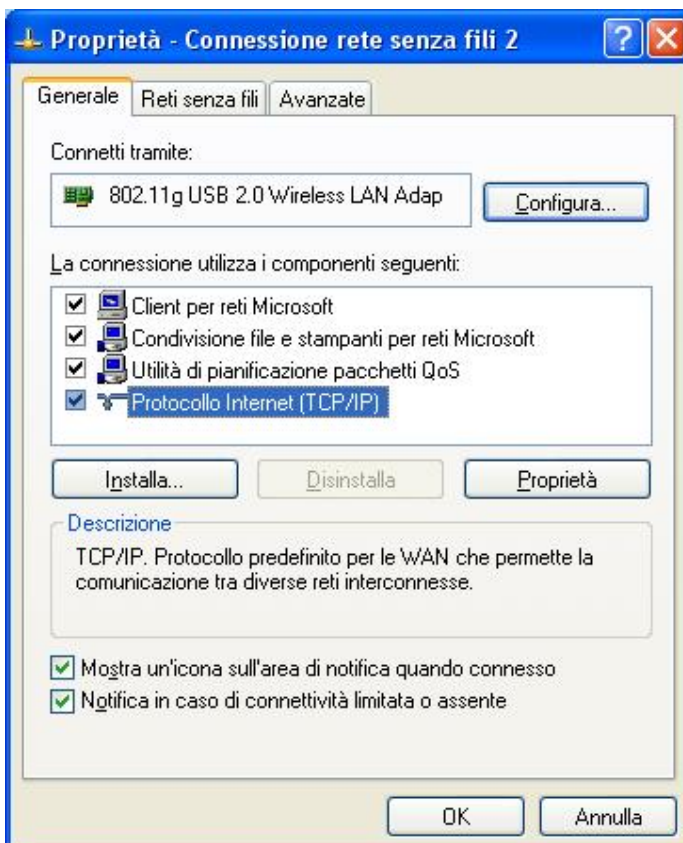 Proprietà - Connessione rete senza fili 2
Generale
Reti senza fili
Avanzate
Connetti tramite:
802.11g USB 2.0 Wireless LAN Adap
Configura...
La connessione utilizza i componenti seguenti:
Client per reti Microsoft
Condivisione file e stampanti per reti Microsoft
Utilità di pianificazione pacchetti QoS
Protocollo Internet (TCP/IP)
Installa...
Disinstalla
Proprietà
Descrizione
TCP/IP. Protocollo predefinito per le WAN che permette la
comunicazione tra diverse reti interconnesse.
Mostra un'icona sull'area di notifica quando connesso
Notifica in caso di connettività limitata o assente
OK
Annulla